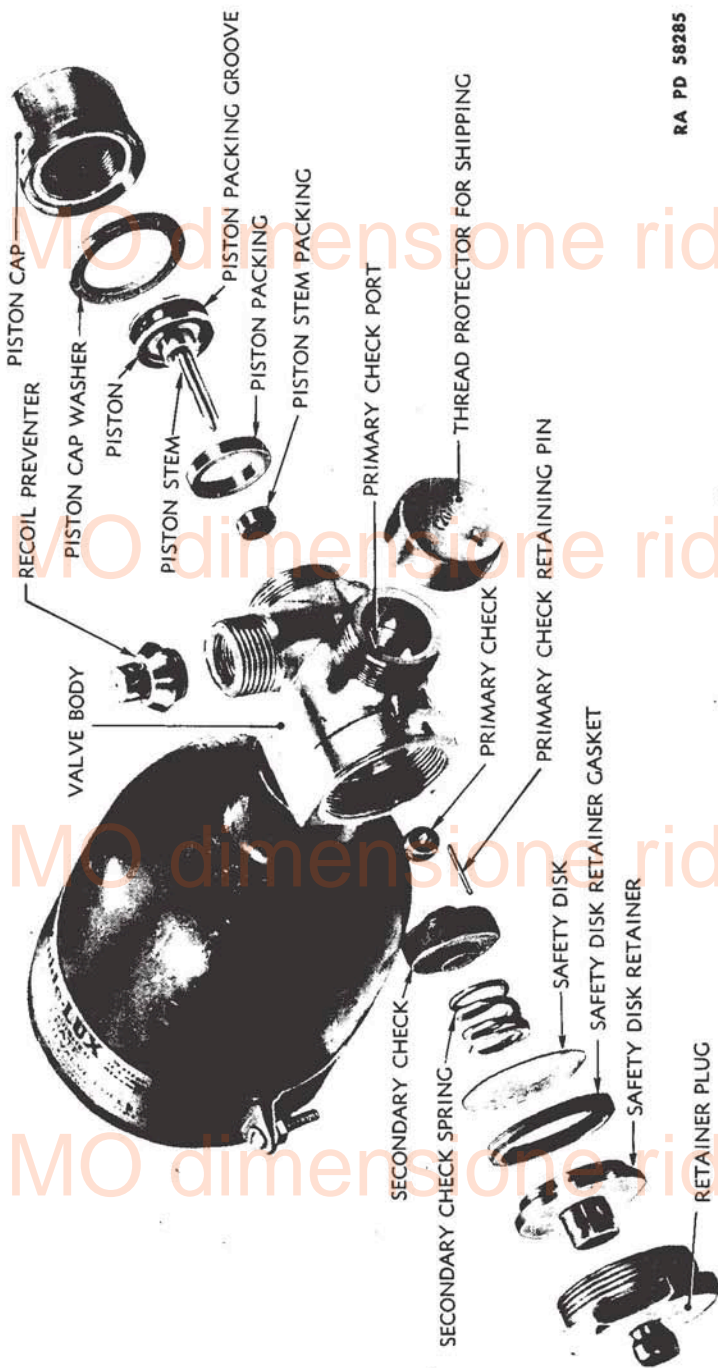 PISTON CAP
RECOIL PREVENTER
PISTON CAP WASHER
PISTON
PISTON STEM
PISTON PACKING GROOVE
PISTON PACKING
PISTON STEM PACKING
VALVE BODY
PRIMARY CHECK PORT
THREAD PROTECTOR FOR SHIPPING
LUX
PRIMARY CHECK
PRIMARY CHECK RETAINING PIN
SECONDARY CHECK
SECONDARY CHECK SPRING
SAFETY DISK
SAFETY DISK RETAINER GASKET
SAFETY DISK RETAINER
RETAINER PLUG
RA PD 58285
MO dimensione rid
MO dimensione rid
MO dimensione rid
MO dimensione rid